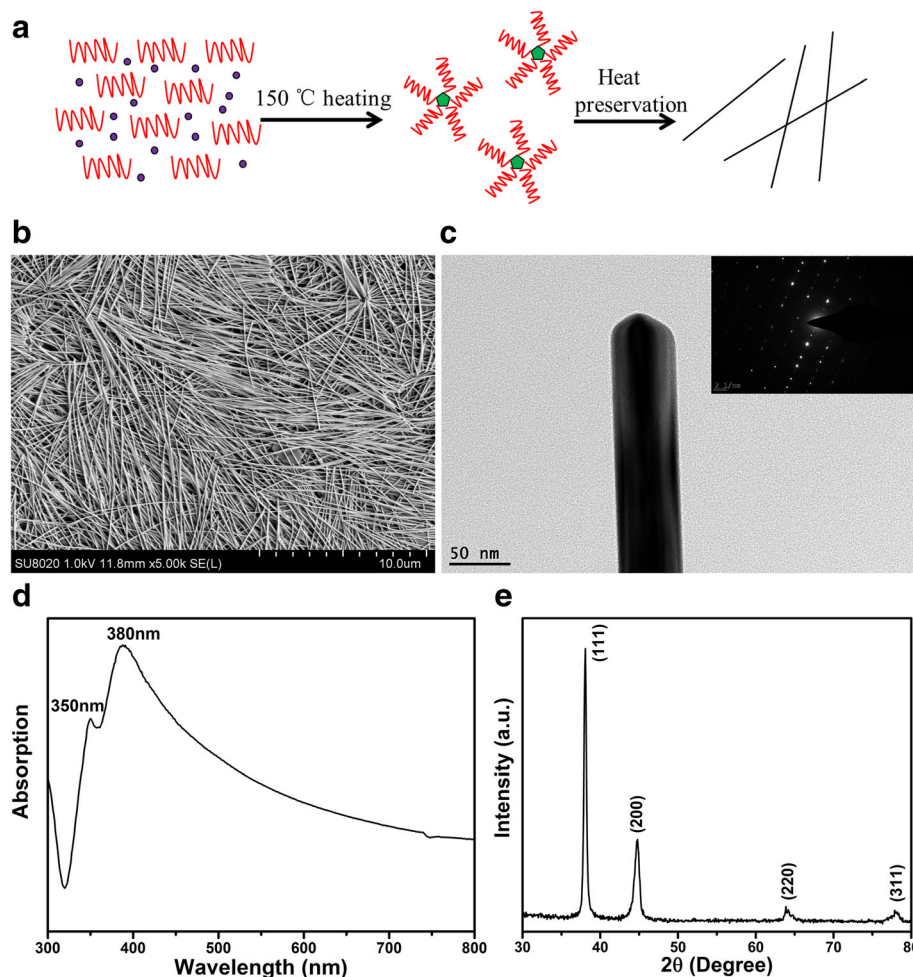 a
150 ℃ heating
Heat
preservation
b
SU8020 1.0kV 11.8mm x5.00k SE(L)
10.0um
c
50 nm
d
380nm
350nm
Absorption
300
400
500
600
700
800
Wavelength (nm)
e
(111)
(200)
(220)
(311)
Intensity (a.u.)
30
40
50
60
70
80
2θ (Degree)